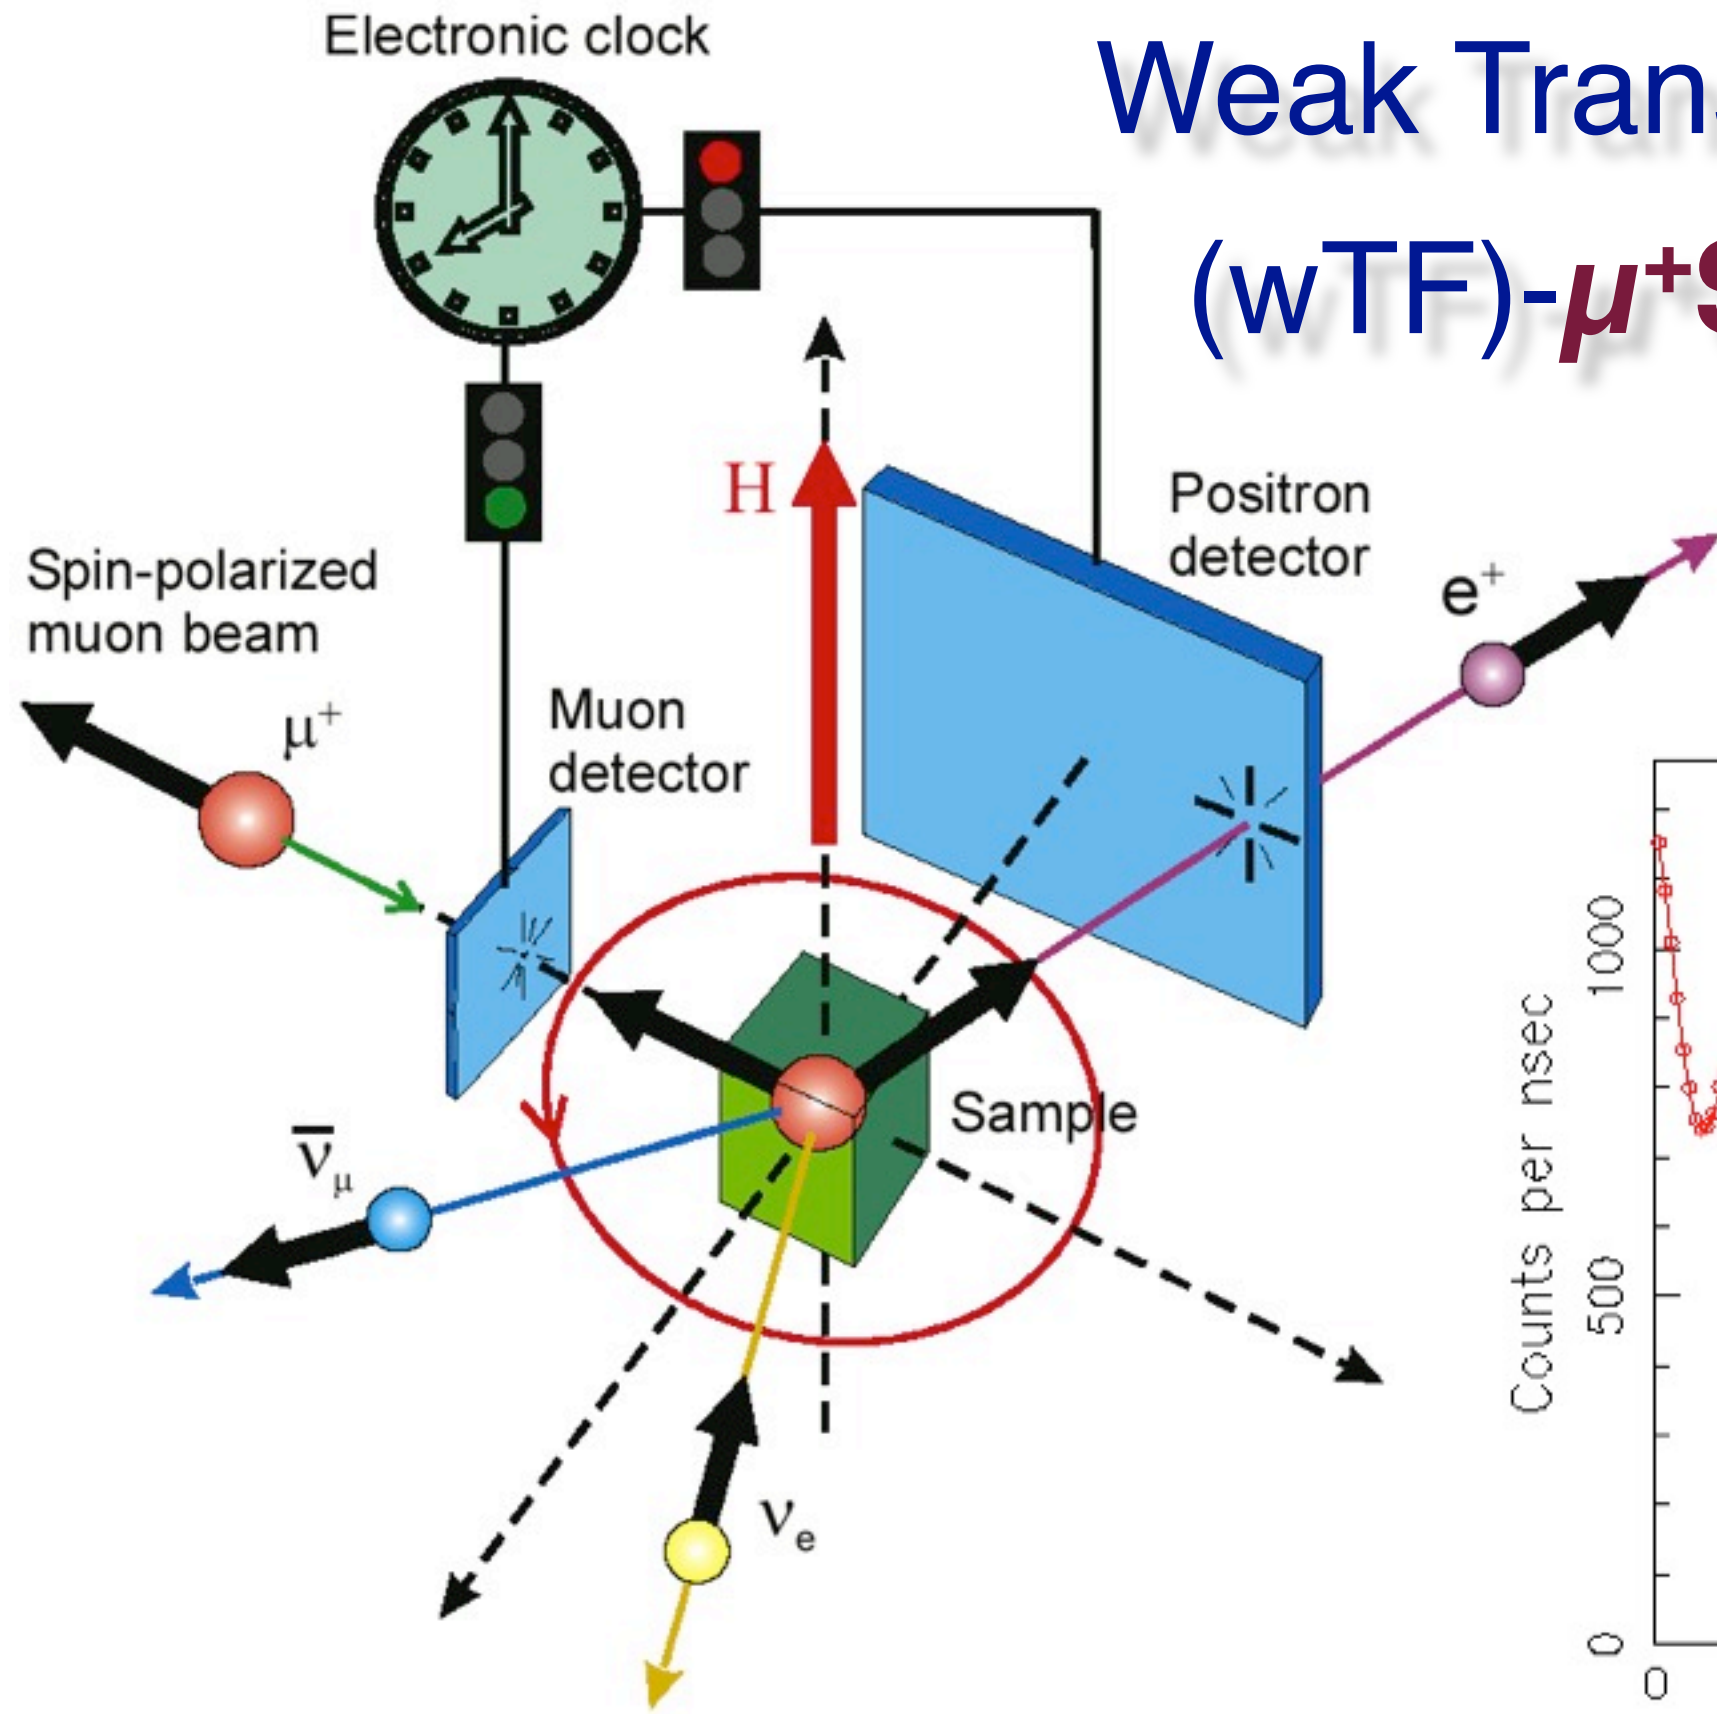 Electronic clock
Weak Trans
(wTF)-μ⁺S
H
Positron
detector
e⁺
Spin-polarized
muon beam
μ⁺
Muon
detector
Sample
ν̅μ
νe
Counts per nsec
1000
500
0
0